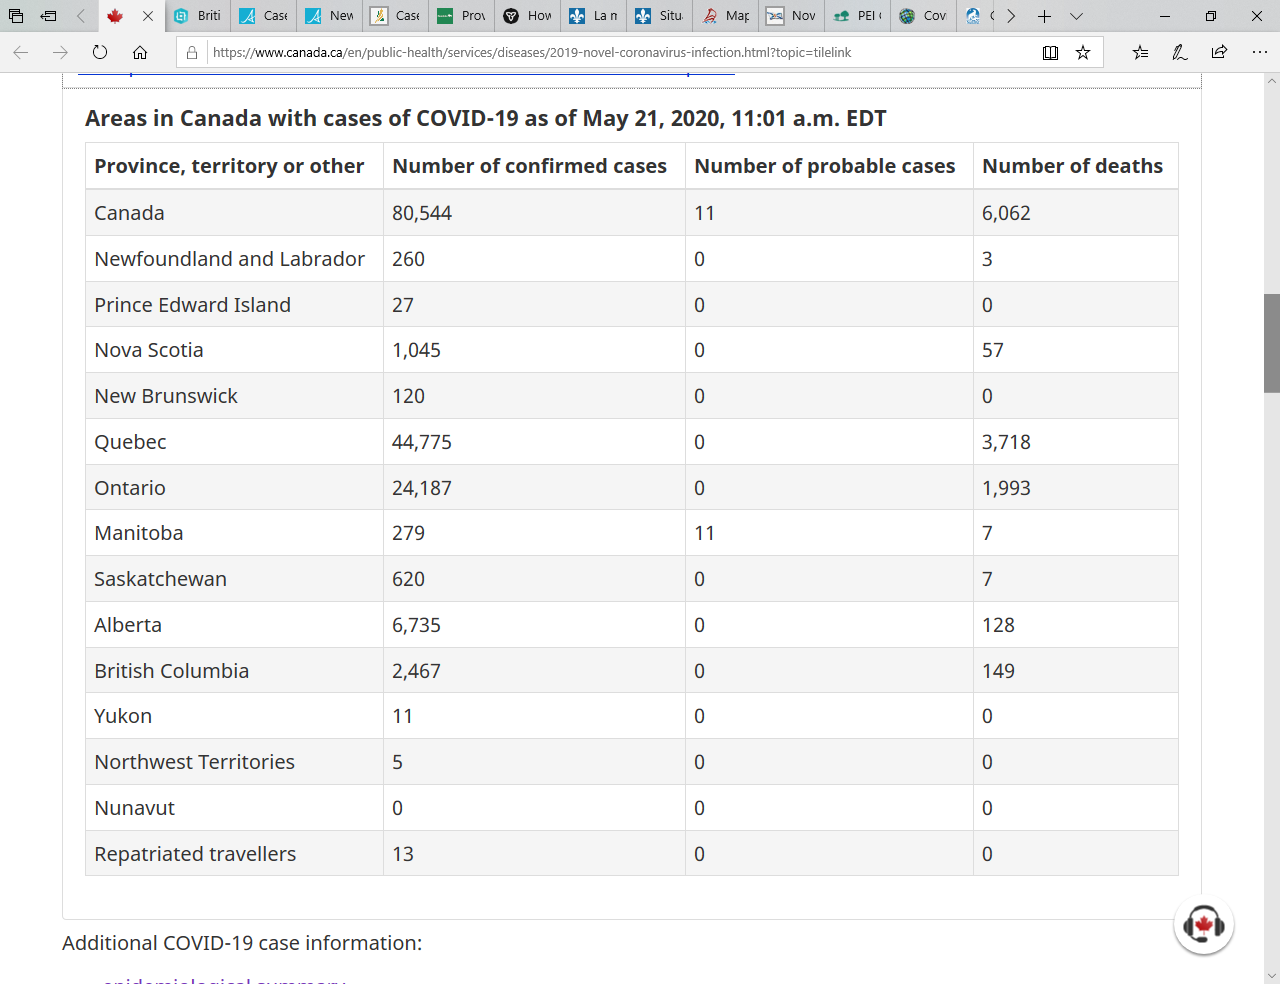 Briti
Case
New
Case
Prov
How
La m
Situ
Map
Nov
PEI
Cov
https://www.canada.ca/en/public-health/services/diseases/2019-novel-coronavirus-infection.html?topic=tilelink
Areas in Canada with cases of COVID-19 as of May 21, 2020, 11:01 a.m. EDT
Province, territory or other Number of confirmed cases Number of probable cases Number of deaths
Canada 80,544 11 6,062
Newfoundland and Labrador 260 0 3
Prince Edward Island 27 0 0
Nova Scotia 1,045 0 57
New Brunswick 120 0 0
Quebec 44,775 0 3,718
Ontario 24,187 0 1,993
Manitoba 279 11 7
Saskatchewan 620 0 7
Alberta 6,735 0 128
British Columbia 2,467 0 149
Yukon 11 0 0
Northwest Territories 5 0 0
Nunavut 0 0 0
Repatriated travellers 13 0 0
Additional COVID-19 case information:
epidemiological summary